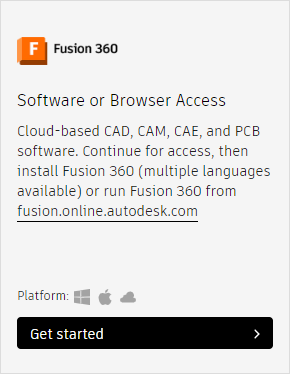 F Fusion 360
Software or Browser Access
Cloud-based CAD, CAM, CAE, and PCB
software. Continue for access, then
install Fusion 360 (multiple languages
available) or run Fusion 360 from
fusion.online.autodesk.com
Platform:
Get started